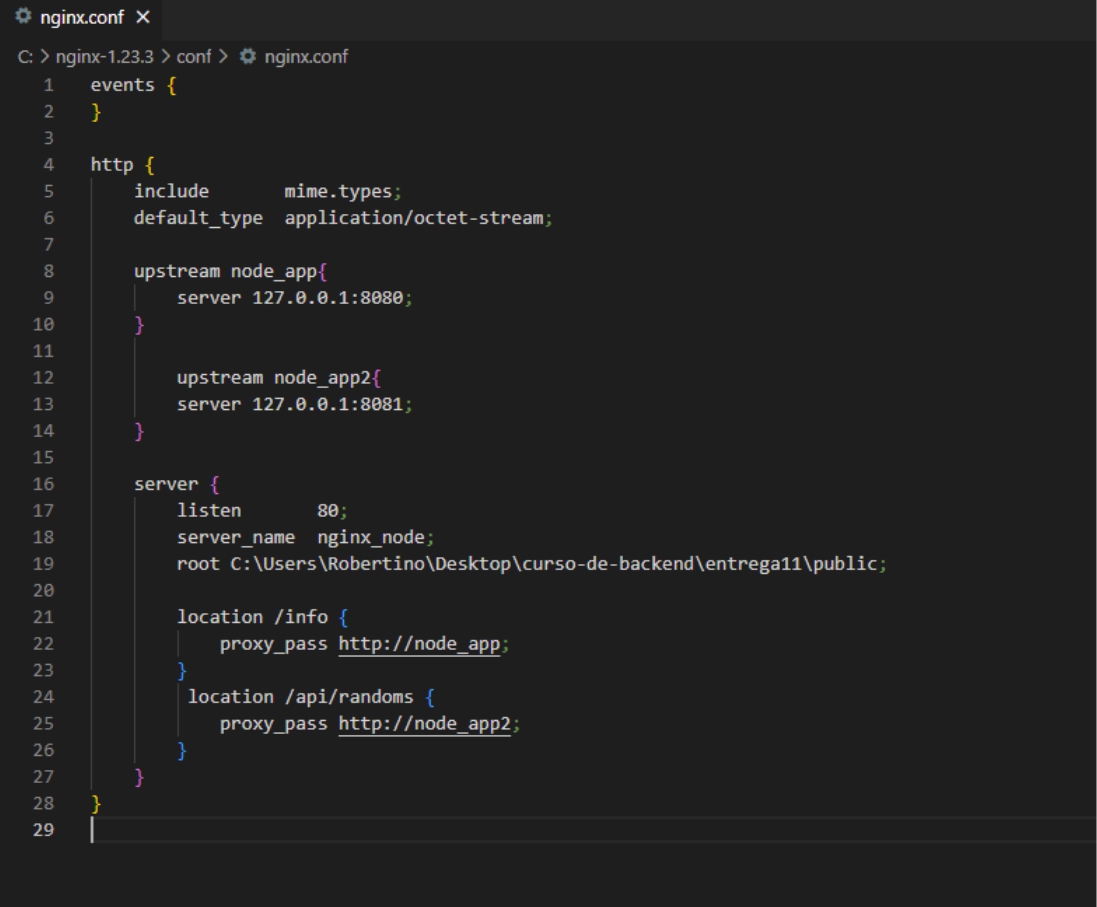 nginx.conf ×
C: > nginx-1.23.3 > conf > nginx.conf
1 events {
2 }
3
4 http {
5 include mime.types;
6 default_type application/octet-stream;
7
8 upstream node_app{
9 server 127.0.0.1:8080;
10 }
11
12 upstream node_app2{
13 server 127.0.0.1:8081;
14 }
15
16 server {
17 listen 80;
18 server_name nginx_node;
19 root C:\Users\Robertino\Desktop\curso-de-backend\entrega11\public;
20
21 location /info {
22 proxy_pass http://node_app;
23 }
24 location /api/randoms {
25 proxy_pass http://node_app2;
26 }
27 }
28 }
29